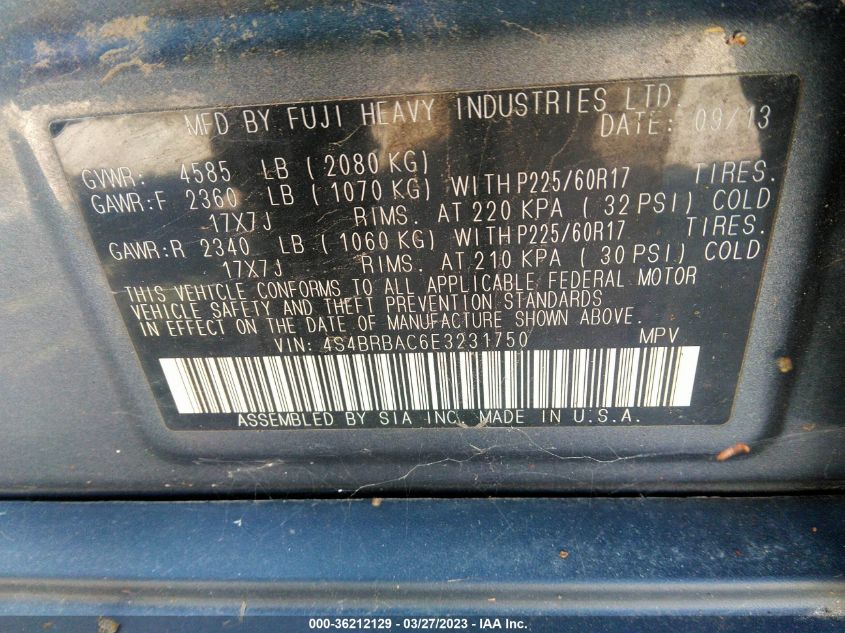 MFD BY FUJI HEAVY INDUSTRIES LTD.
DATE: 09/13
GVWR: 4585 LB (2080 KG)
GAWR:F 2360 LB (1070 KG) WITH P225/60R17 TIRES.
17X7J RIMS. AT 220 KPA (32 PSI) COLD
GAWR:R 2340 LB (1060 KG) WITH P225/60R17 TIRES.
17X7J RIMS. AT 210 KPA (30 PSI) COLD
THIS VEHICLE CONFORMS TO ALL APPLICABLE FEDERAL MOTOR
VEHICLE SAFETY AND THEFT PREVENTION STANDARDS
IN EFFECT ON THE DATE OF MANUFACTURE SHOWN ABOVE.
VIN: 4S4BRBAC6E3231750 MPV
ASSEMBLED BY SIA INC. MADE IN U.S.A.
000-36212129 - 03/27/2023 - IAA Inc.